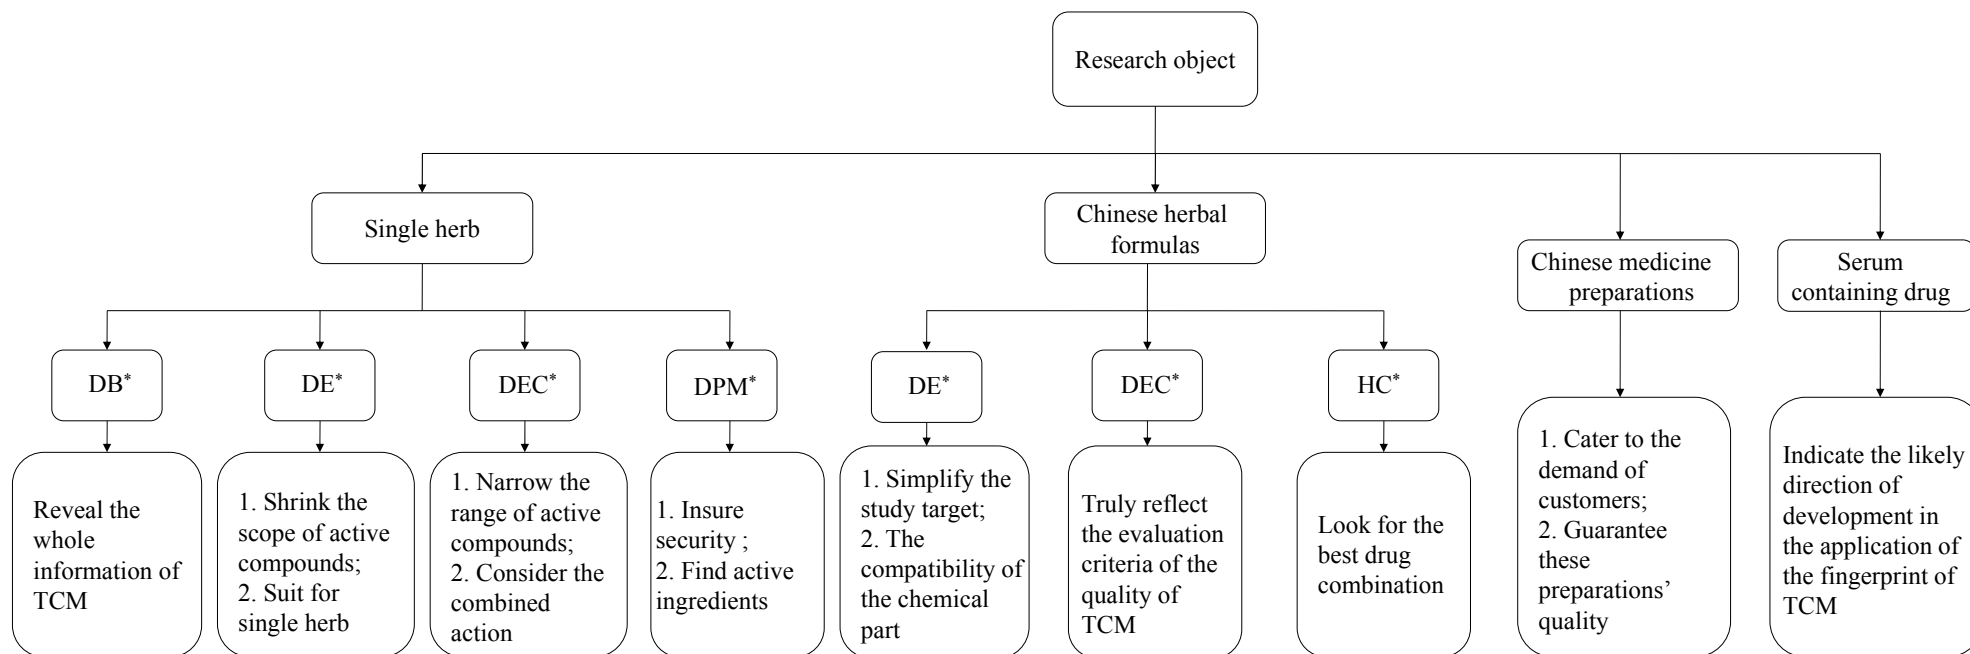 Research object
Single herb
Chinese herbal
formulas
Chinese medicine
preparations
Serum
containing drug
DB*
DE*
DEC*
DPM*
DE*
DEC*
HC*
Reveal the
whole
information of
TCM
1. Shrink the
scope of active
compounds;
2. Suit for
single herb
1. Narrow the
range of active
compounds;
2. Consider the
combined
action
1. Insure
security ;
2. Find active
ingredients
1. Simplify the
study target;
2. The
compatibility of
the chemical
part
Truly reflect
the evaluation
criteria of the
quality of
TCM
Look for the
best drug
combination
1. Cater to the
demand of
customers;
2. Guarantee
these
preparations’
quality
Indicate the likely
direction of
development in
the application of
the fingerprint of
TCM